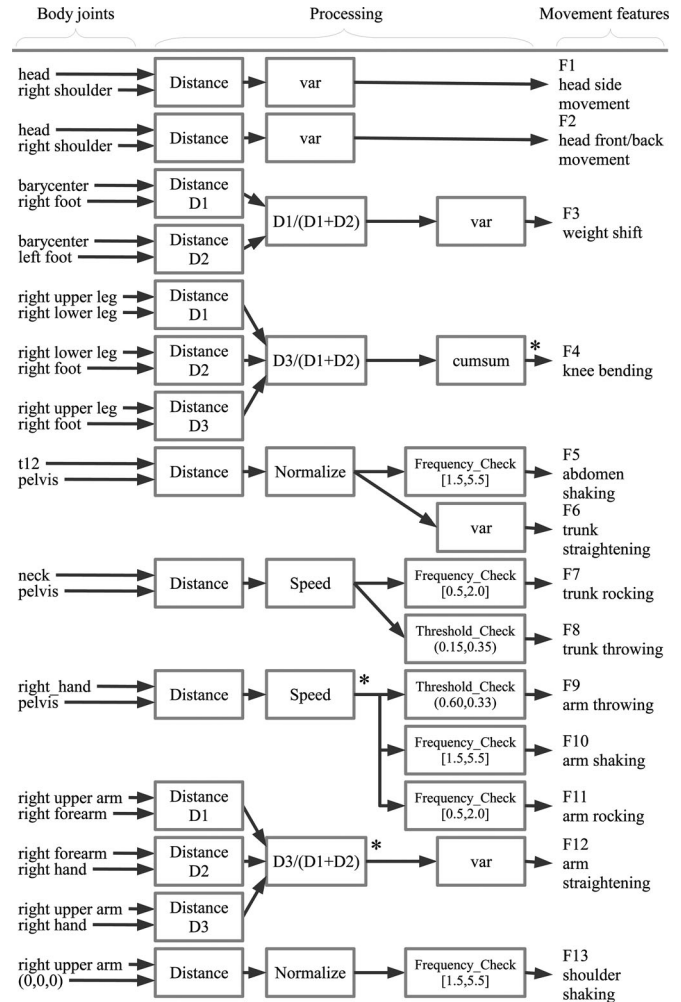 Body joints Processing Movement features
head
right shoulder
Distance
var
F1
head side
movement
head
right shoulder
Distance
var
F2
head front/back
movement
barycenter
right foot
Distance
D1
barycenter
left foot
Distance
D2
D1/(D1+D2)
var
F3
weight shift
right upper leg
right lower leg
Distance
D1
right lower leg
right foot
Distance
D2
right upper leg
right foot
Distance
D3
D3/(D1+D2)
cumsum
*
F4
knee bending
t12
pelvis
Distance
Normalize
Frequency_Check
[1.5,5.5]
F5
abdomen
shaking
var
F6
trunk
straightening
neck
pelvis
Distance
Speed
Frequency_Check
[0.5,2.0]
F7
trunk rocking
Threshold_Check
(0.15,0.35)
F8
trunk throwing
right_hand
pelvis
Distance
Speed
*
Threshold_Check
(0.60,0.33)
F9
arm throwing
Frequency_Check
[1.5,5.5]
F10
arm shaking
Frequency_Check
[0.5,2.0]
F11
arm rocking
right upper arm
right forearm
Distance
D1
right forearm
right hand
Distance
D2
right upper arm
right hand
Distance
D3
D3/(D1+D2)
*
var
F12
arm
straightening
right upper arm
(0,0,0)
Distance
Normalize
Frequency_Check
[1.5,5.5]
F13
shoulder
shaking